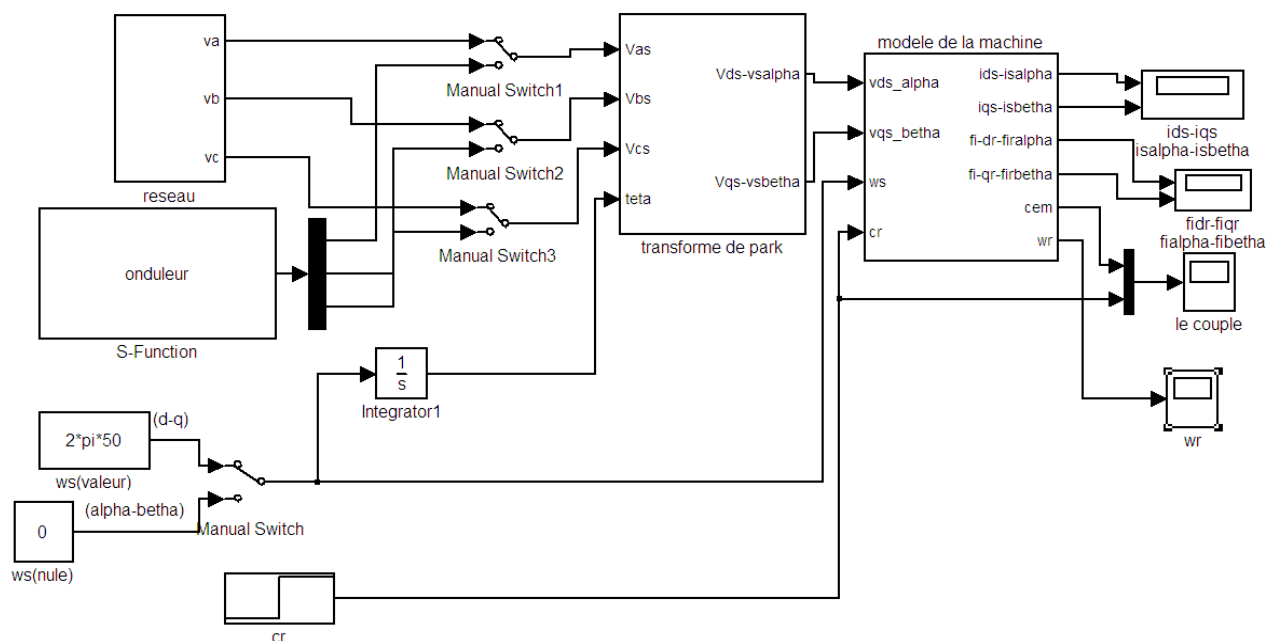 va
vb
vc
reseau
onduleur
S-Function
Manual Switch1
Manual Switch2
Manual Switch3
Vas
Vbs
Vcs
teta
Vds-vsalpha
Vqs-vsbetha
transforme de park
modele de la machine
vds_alpha
vqs_betha
ws
cr
ids-isalpha
iqs-isbetha
fi-dr-firalpha
fi-qr-firbetha
cem
wr
ids-iqs
isalpha-isbetha
fidr-fiqr
fialpha-fibetha
le couple
wr
1
s
Integrator1
(d-q)
2*pi*50
ws(valeur)
(alpha-betha)
0
ws(nule)
Manual Switch
cr